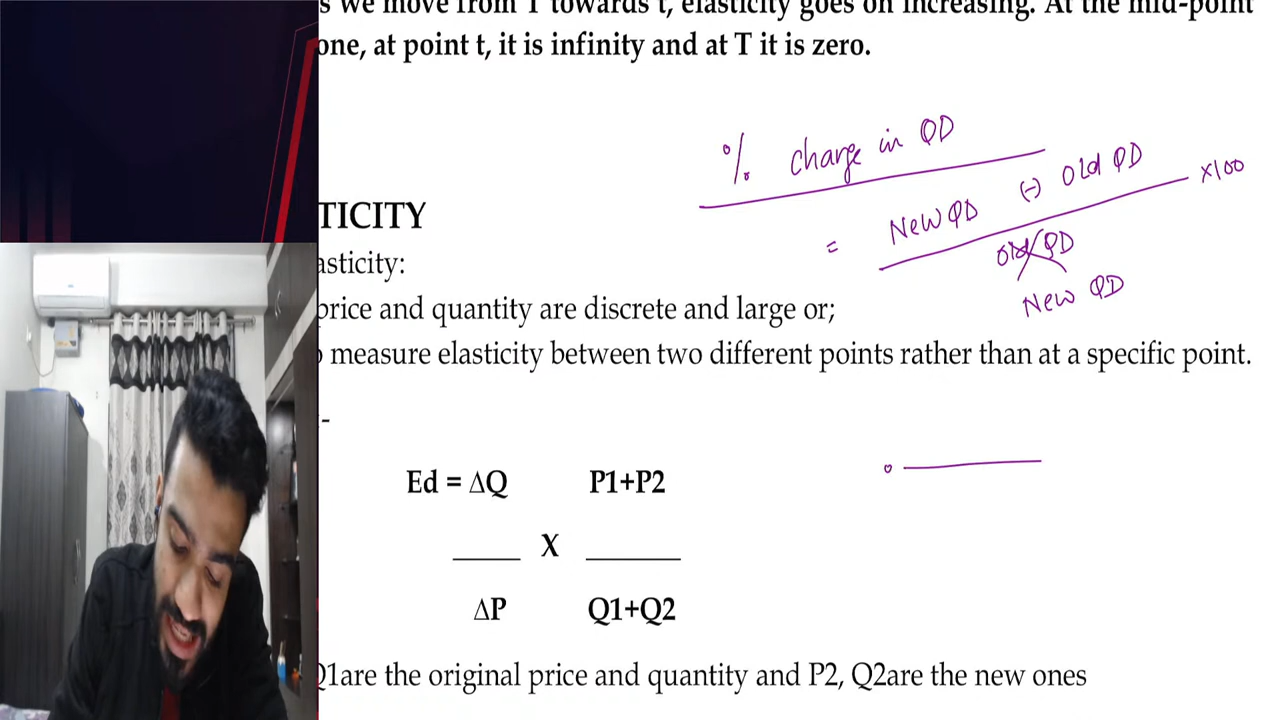 s we move from T towards t, elasticity goes on increasing. At the mid-point
one, at point t, it is infinity and at T it is zero.
% change in QD
= New QD (-) Old QD ×100
Old QD
New QD
TICITY
asticity:
price and quantity are discrete and large or;
o measure elasticity between two different points rather than at a specific point.
-
Ed = ΔQ P1+P2
X
ΔP Q1+Q2
Q1are the original price and quantity and P2, Q2are the new ones